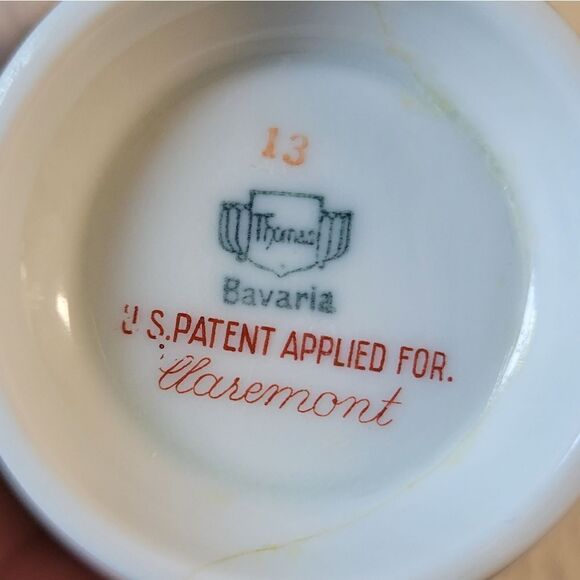 13
Thomas
Bavaria
U.S. PATENT APPLIED FOR.
Claremont